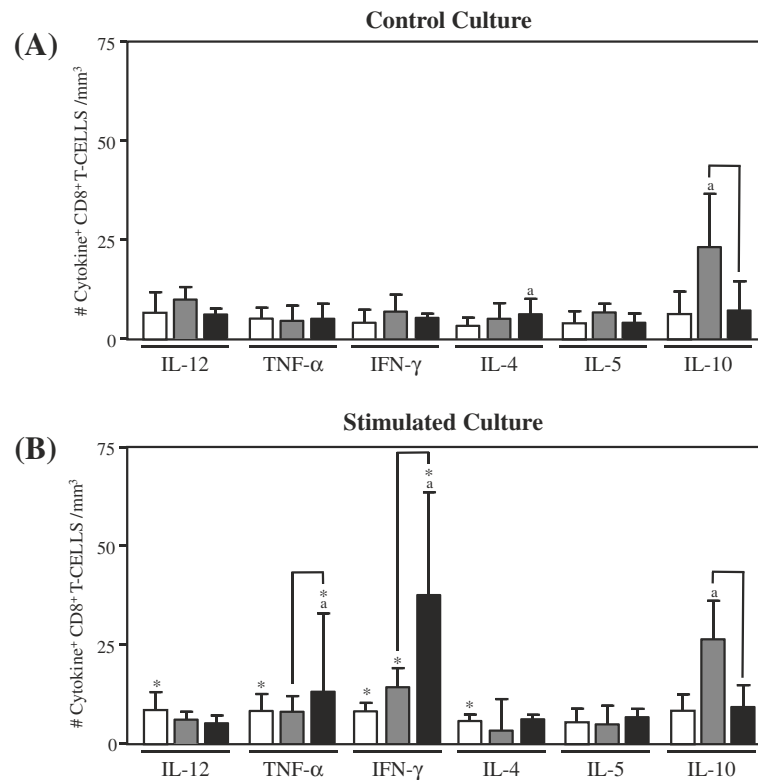 Control Culture
(A)
# Cytokine⁺ CD8⁺T-CELLS /mm³
75
50
25
0
a
a
IL-12 TNF-α IFN-γ IL-4 IL-5 IL-10
Stimulated Culture
(B)
# Cytokine⁺ CD8⁺T-CELLS /mm³
75
50
25
0
* * * a * * * a * a
IL-12 TNF-α IFN-γ IL-4 IL-5 IL-10